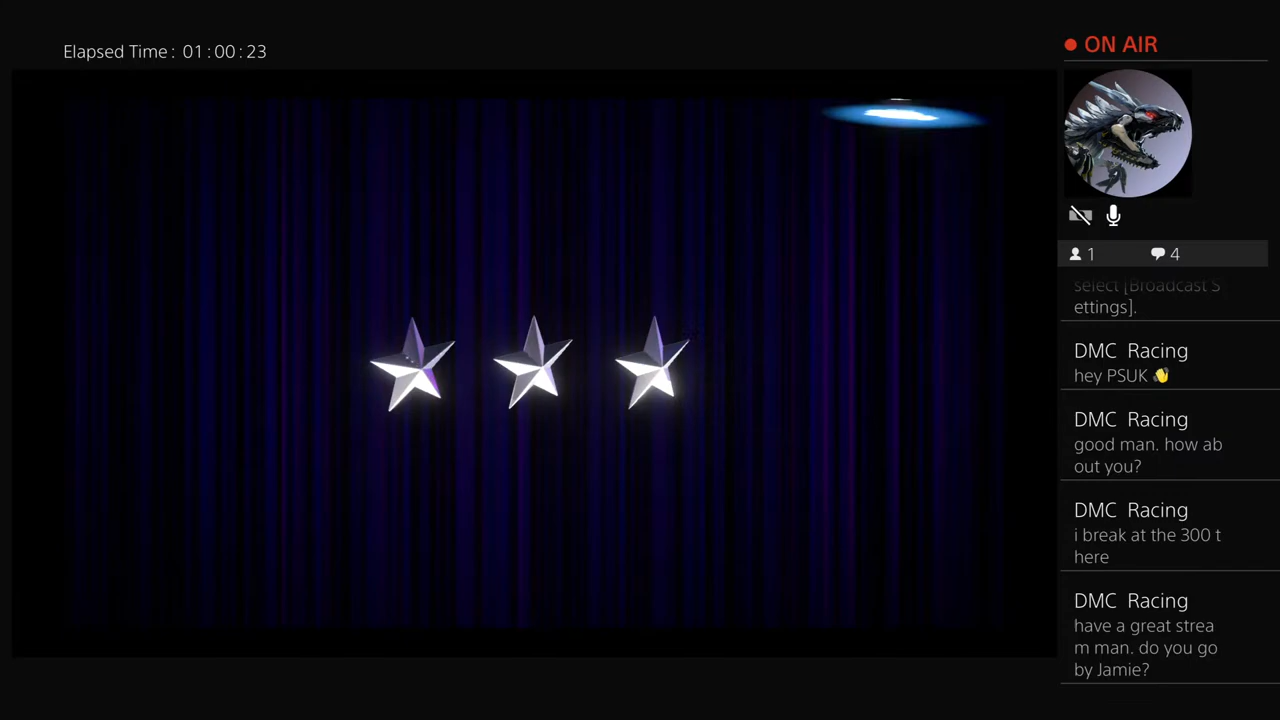 Elapsed Time: 01:00:23
ON AIR
1
4
select [Broadcast S
ettings].
DMC Racing
hey PSUK 👋
DMC Racing
good man. how ab
out you?
DMC Racing
i break at the 300 t
here
DMC Racing
have a great strea
m man. do you go
by Jamie?